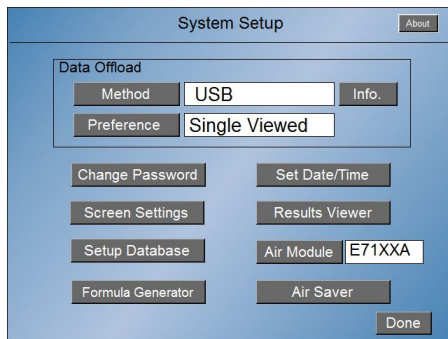 System Setup About
Data Offload
Method USB Info.
Preference Single Viewed
Change Password Set Date/Time
Screen Settings Results Viewer
Setup Database Air Module E71XXA
Formula Generator Air Saver
Done